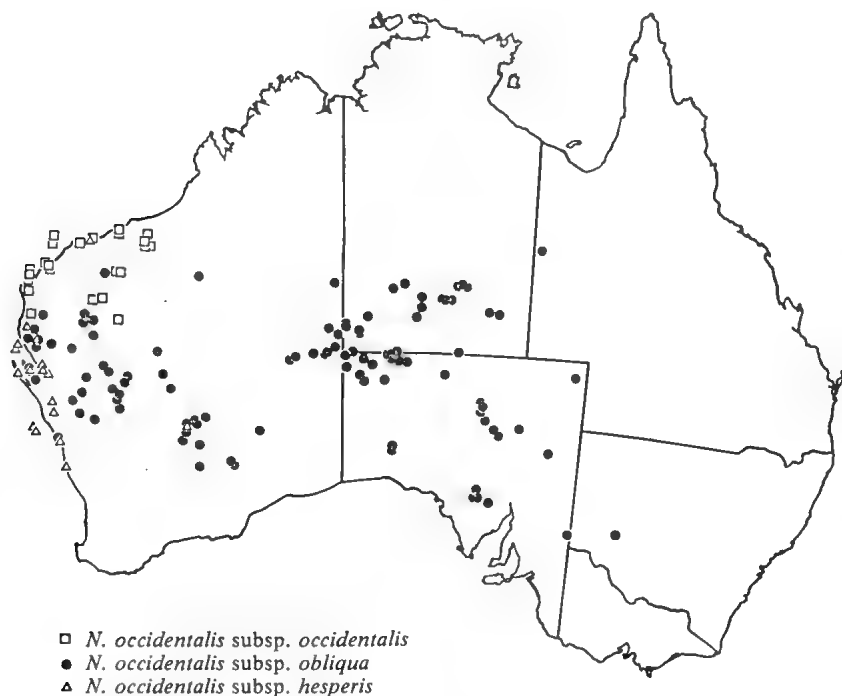 □ N. occidentalis subsp. occidentalis
● N. occidentalis subsp. obliqua
△ N. occidentalis subsp. hesperis